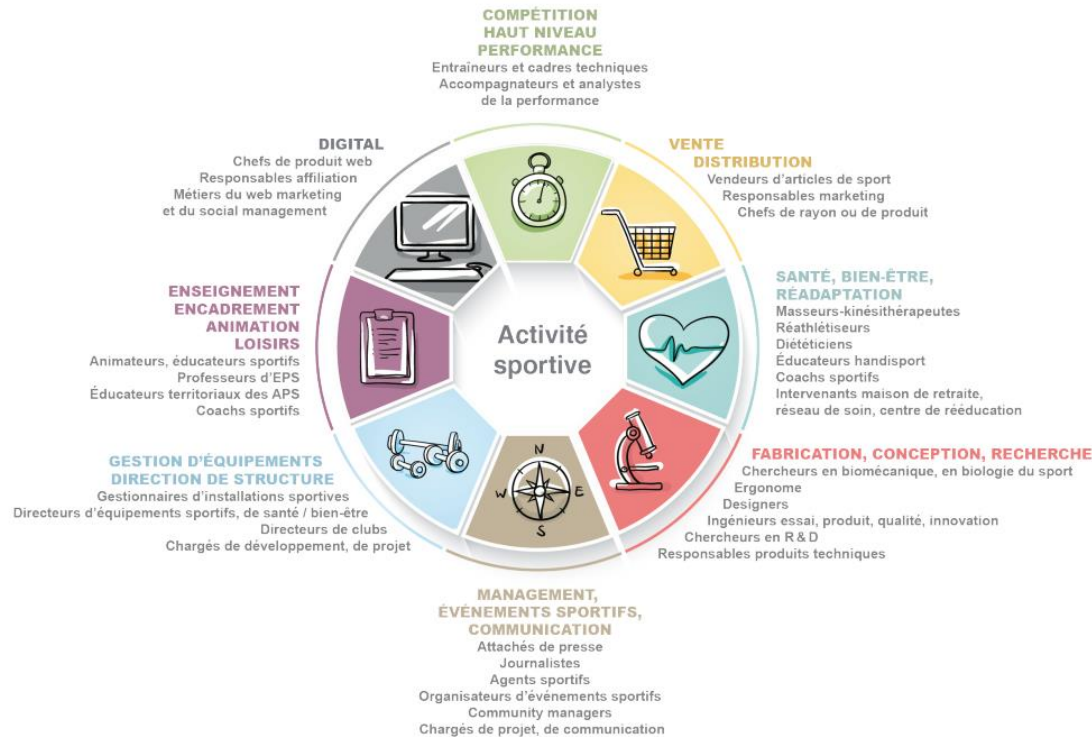 COMPÉTITION
HAUT NIVEAU
PERFORMANCE
Entraîneurs et cadres techniques
Accompagnateurs et analystes
de la performance
VENTE
DISTRIBUTION
Vendeurs d'articles de sport
Responsables marketing
Chefs de rayon ou de produit
SANTÉ, BIEN-ÊTRE,
RÉADAPTATION
Masseurs-kinésithérapeutes
Réathlétiseurs
Diététiciens
Éducateurs handisport
Coachs sportifs
Intervenants maison de retraite,
réseau de soin, centre de rééducation
FABRICATION, CONCEPTION, RECHERCHE
Chercheurs en biomécanique, en biologie du sport
Ergonome
Designers
Ingénieurs essai, produit, qualité, innovation
Chercheurs en R & D
Responsables produits techniques
MANAGEMENT,
ÉVÉNEMENTS SPORTIFS,
COMMUNICATION
Attachés de presse
Journalistes
Agents sportifs
Organisateurs d'événements sportifs
Community managers
Chargés de projet, de communication
GESTION D'ÉQUIPEMENTS
DIRECTION DE STRUCTURE
Gestionnaires d'installations sportives
Directeurs d'équipements sportifs, de santé / bien-être
Directeurs de clubs
Chargés de développement, de projet
ENSEIGNEMENT
ENCADREMENT
ANIMATION
LOISIRS
Animateurs, éducateurs sportifs
Professeurs d'EPS
Éducateurs territoriaux des APS
Coachs sportifs
DIGITAL
Chefs de produit web
Responsables affiliation
Métiers du web marketing
et du social management
Activité
sportive
N
W
E
S